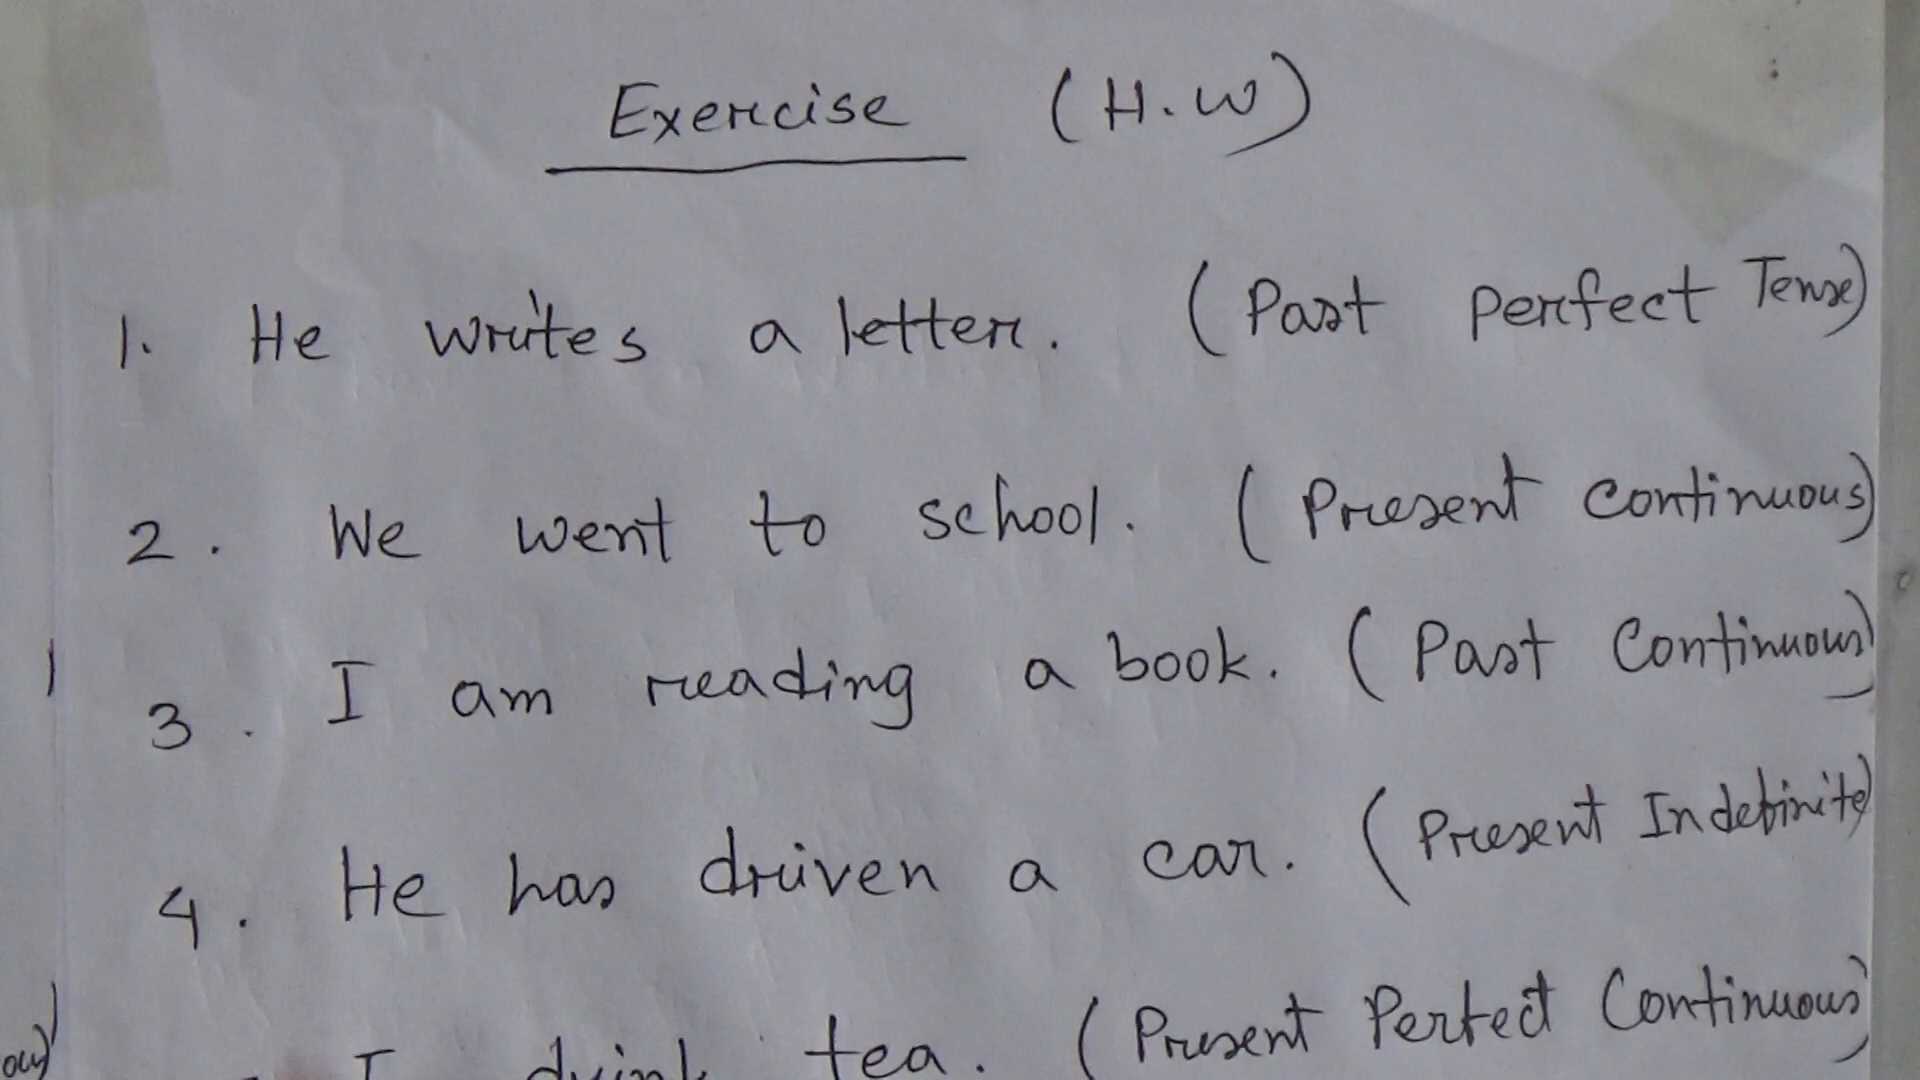 Exercise (H.W)
1. He writes a letter. (Past perfect Tense)
2. We went to school. (Present Continuous)
3. I am reading a book. (Past Continuous)
4. He has driven a car. (Present Indefinite)
I drink tea. (Present Perfect Continuous)